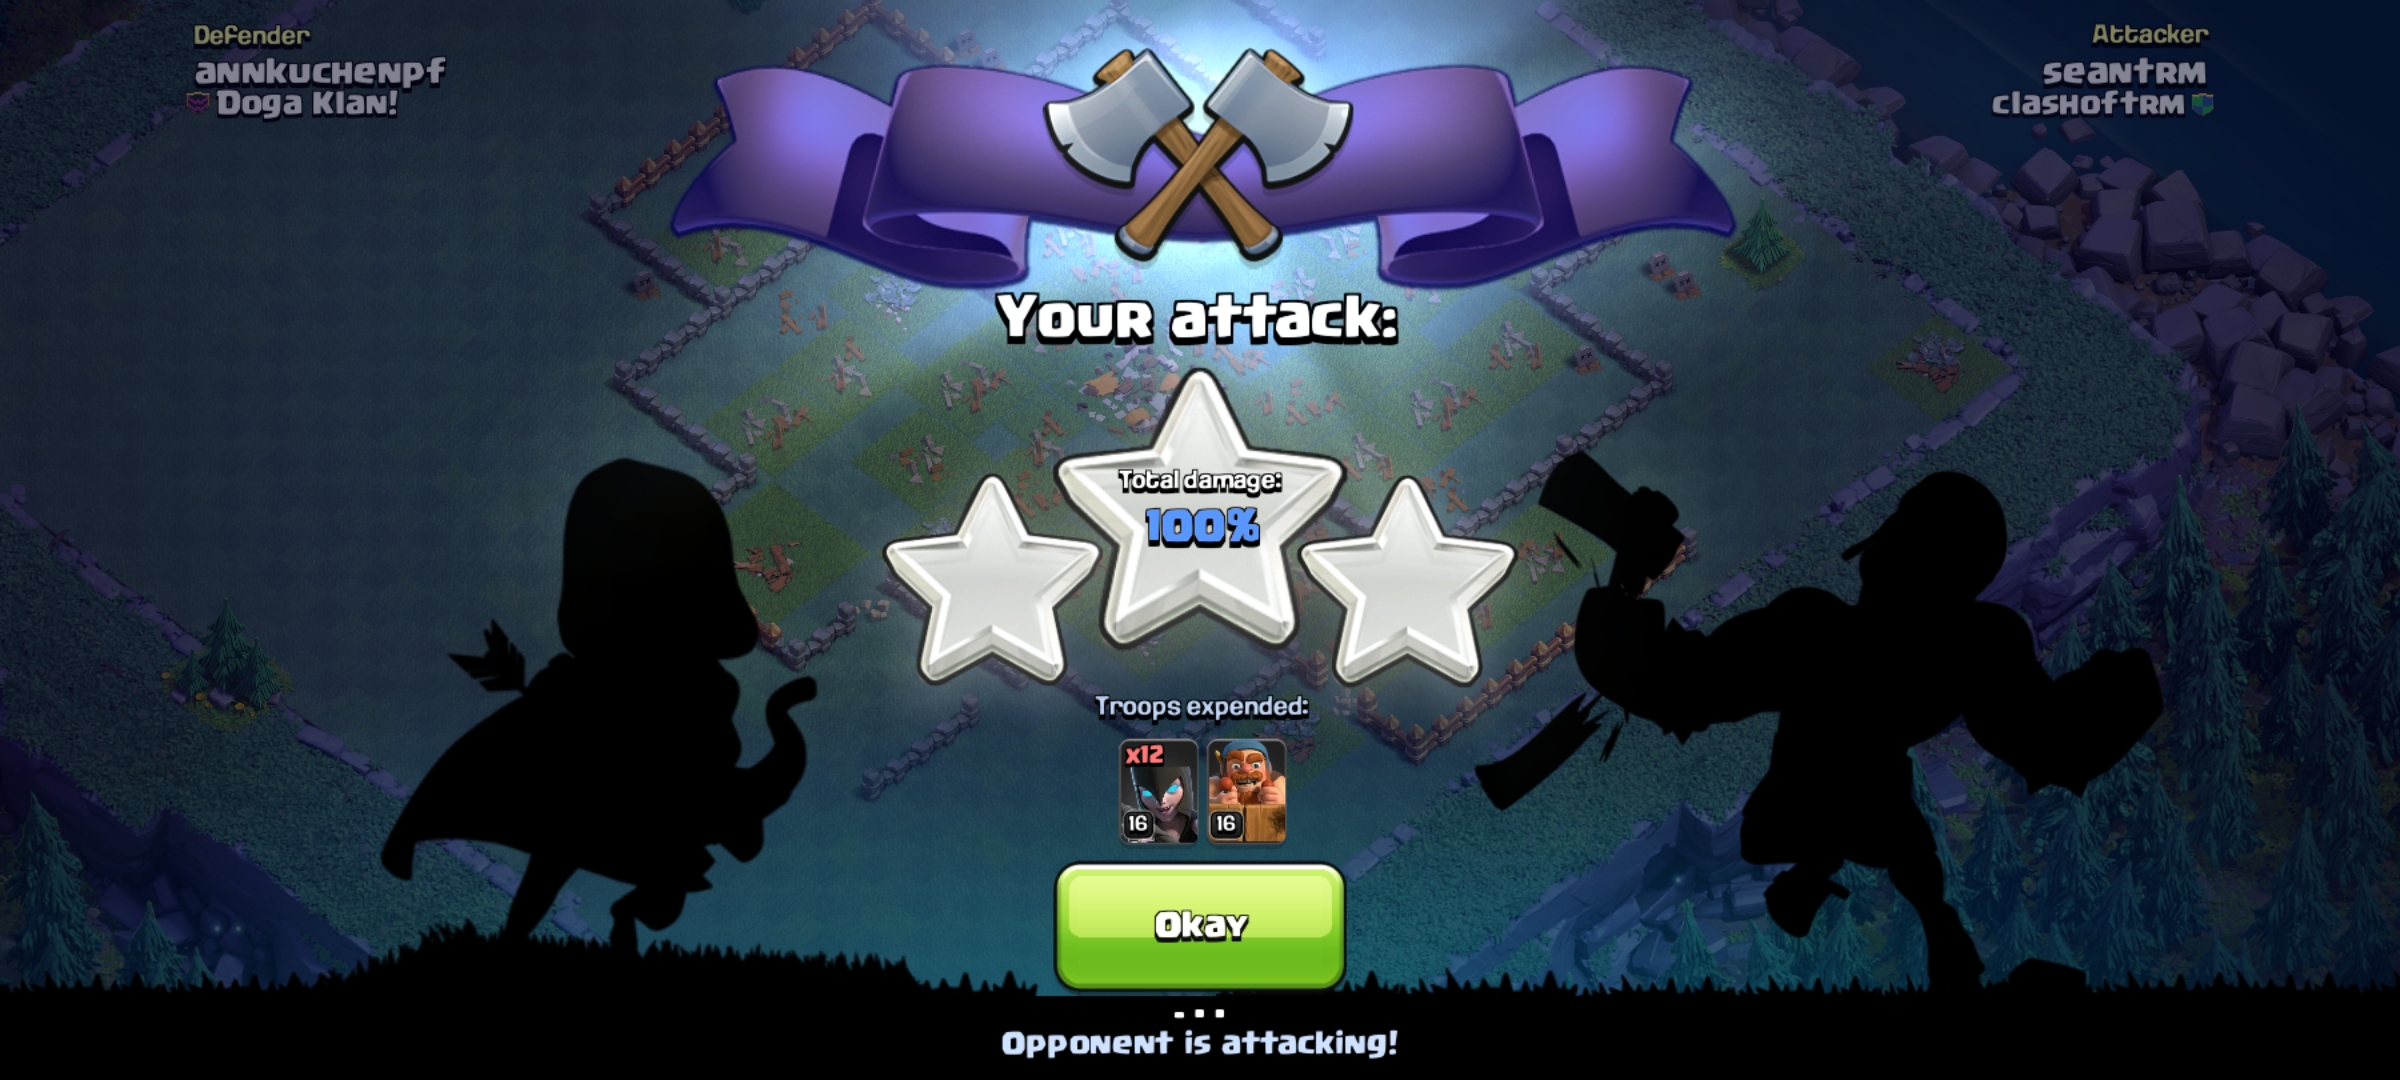 Defender
annkuchenpf
Doga Klan!
Attacker
seantRM
clashoftRM
Your attack:
Total damage:
100%
Troops expended:
x12
16
16
Okay
Opponent is attacking!